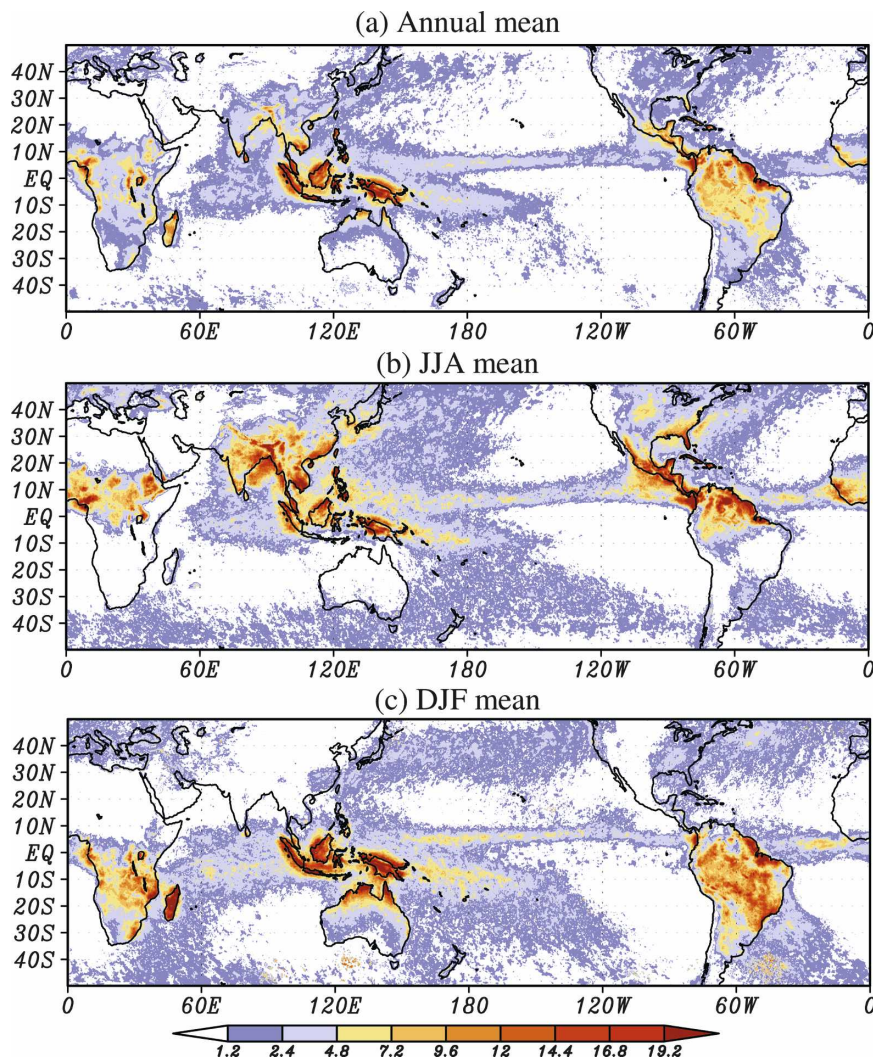 (a) Annual mean
40N
30N
20N
10N
EQ
10S
20S
30S
40S
0 60E 120E 180 120W 60W 0
(b) JJA mean
40N
30N
20N
10N
EQ
10S
20S
30S
40S
0 60E 120E 180 120W 60W 0
(c) DJF mean
40N
30N
20N
10N
EQ
10S
20S
30S
40S
0 60E 120E 180 120W 60W 0
1.2 2.4 4.8 7.2 9.6 12 14.4 16.8 19.2